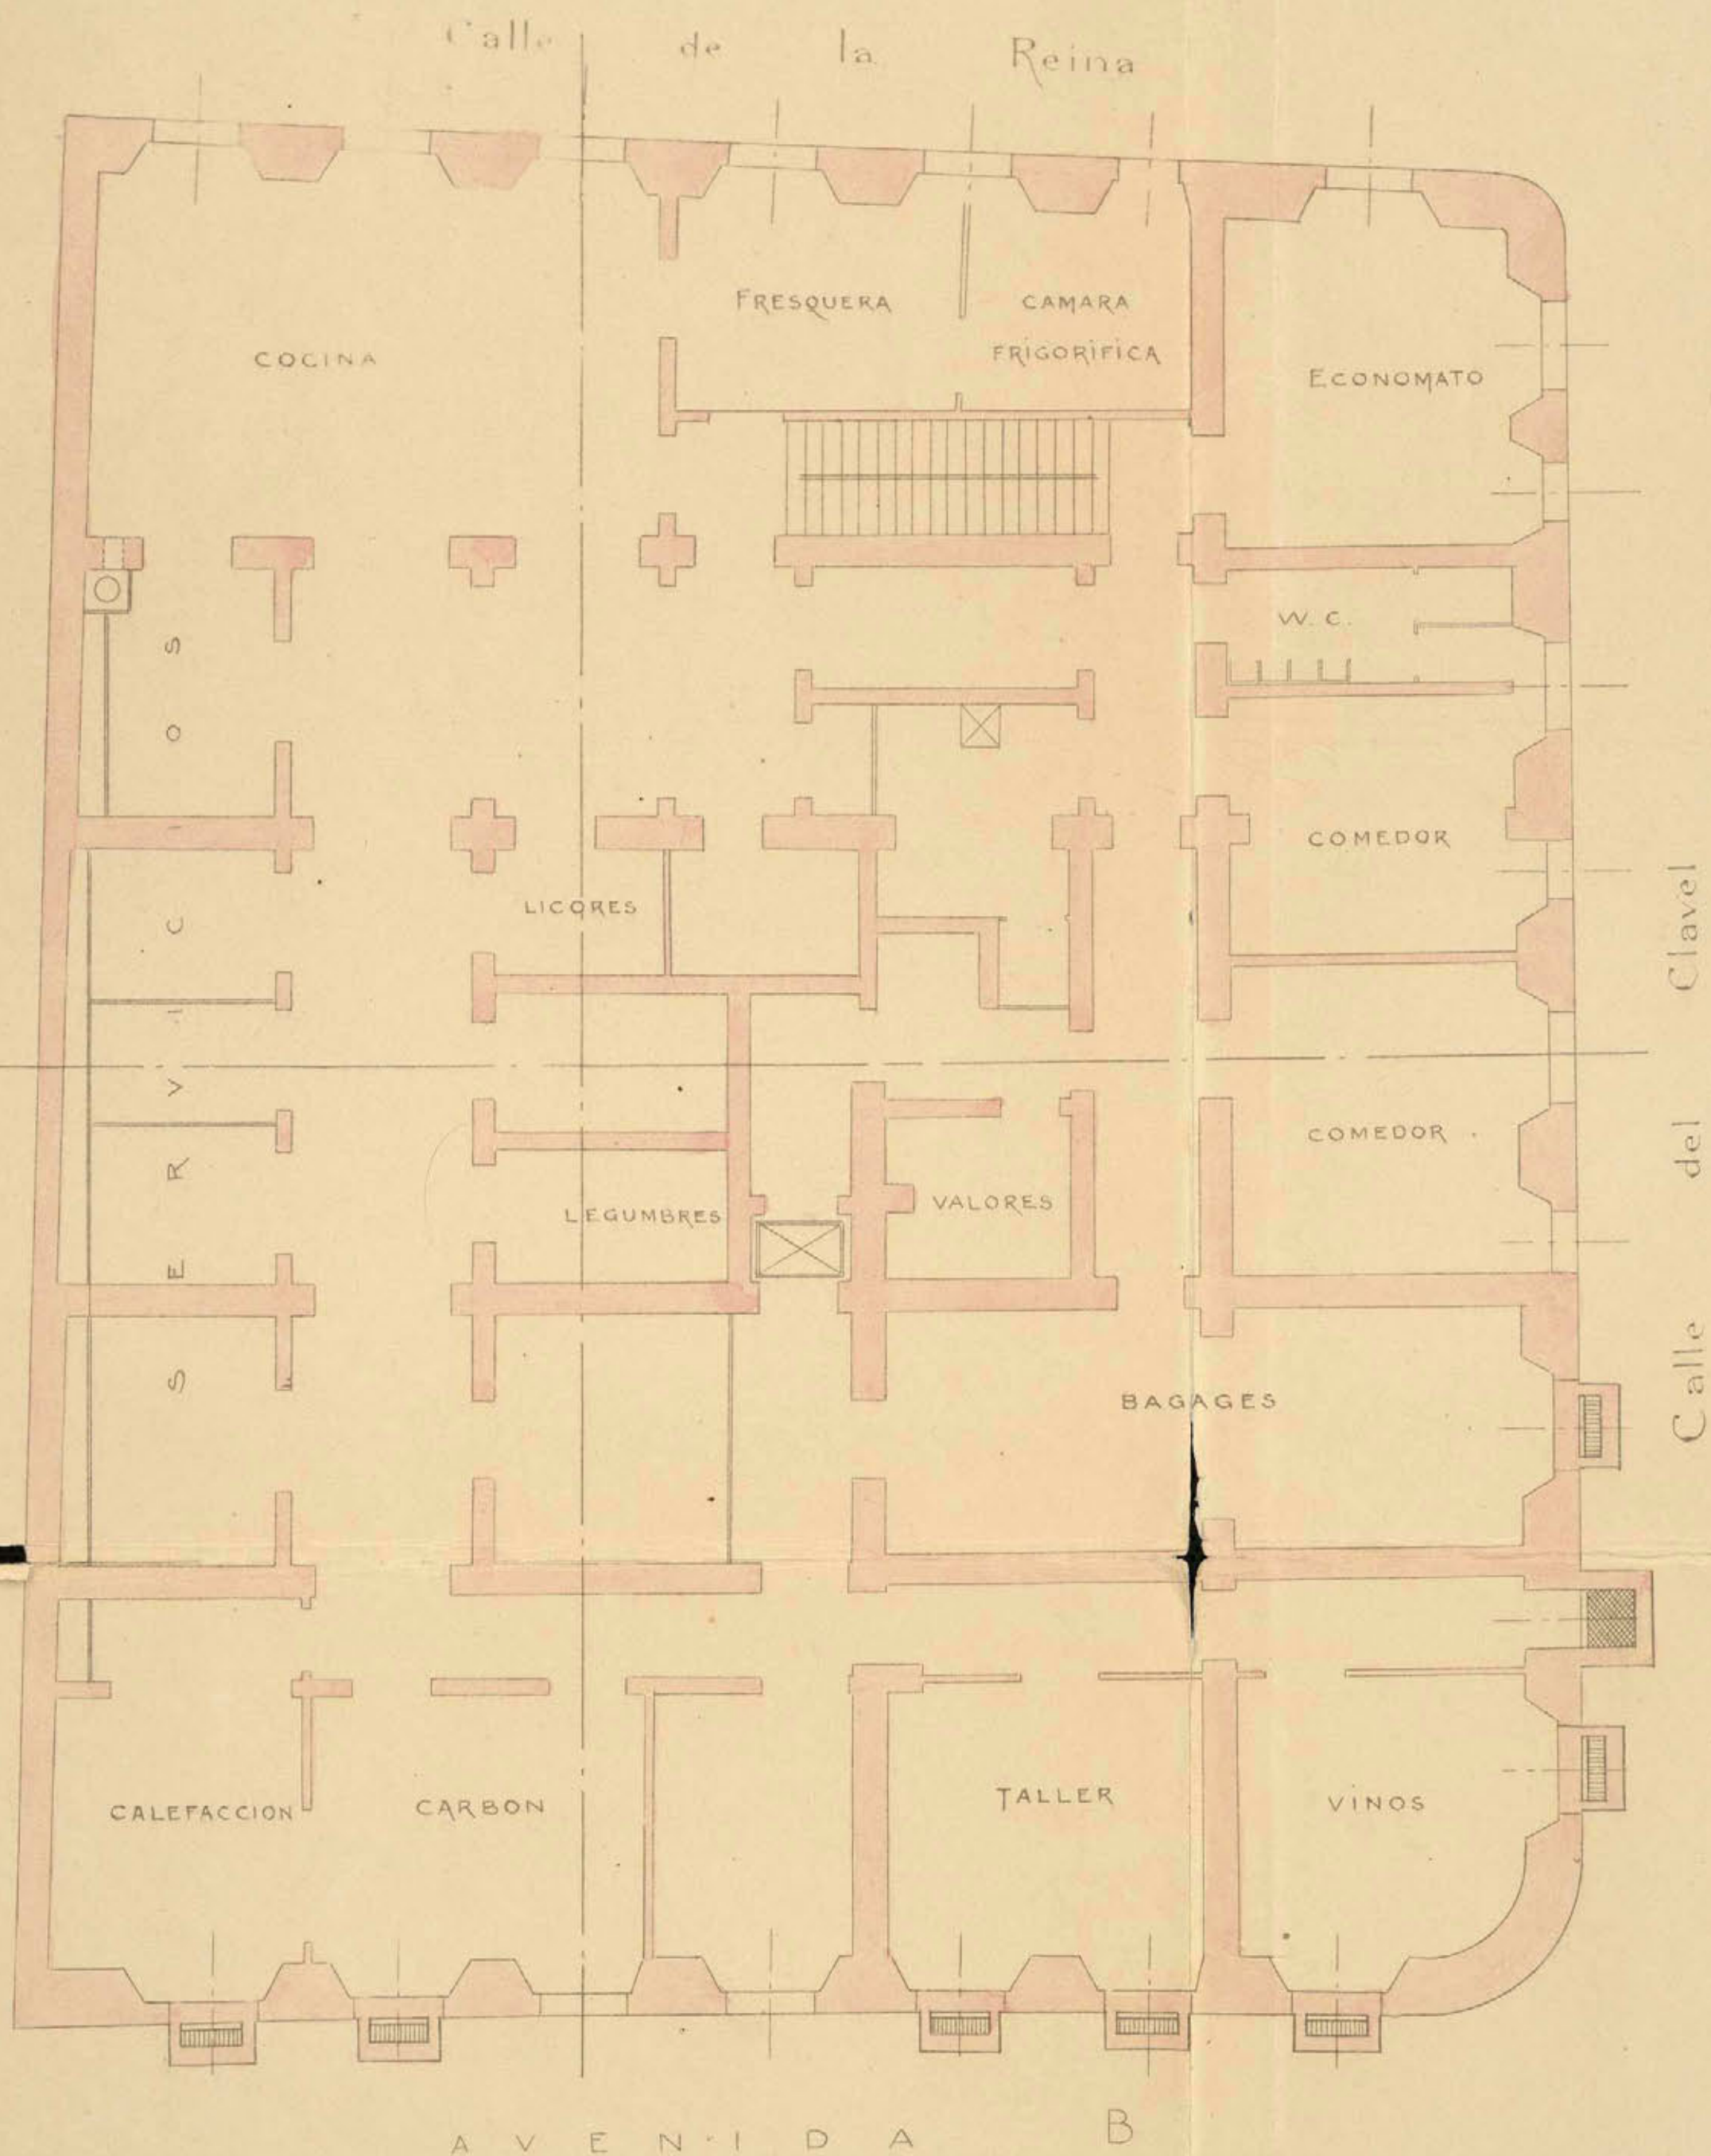 Calle de la Reina
FRESQUERA
CAMARA
FRIGORIFICA
COCINA
ECONOMATO
W. C.
COMEDOR
LICORES
SERVICIOS
COMEDOR
LEGUMBRES
VALORES
BAGAGES
Calle del Clavel
CALEFACCION
CARBON
TALLER
VINOS
AVENIDA B